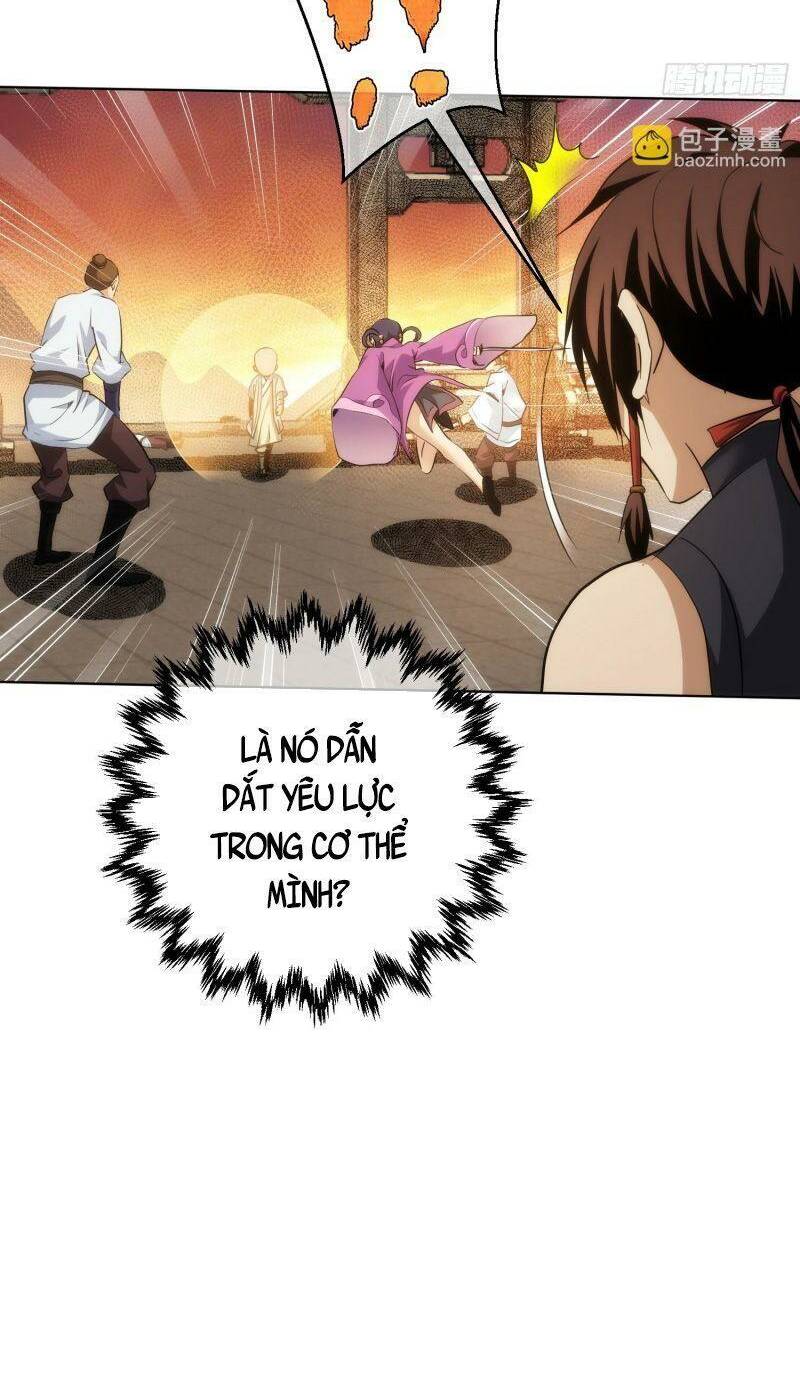 腾讯动漫
包子漫畫
baozimh.com
LÀ NÓ DẪN
DẮT YÊU LỰC
TRONG CƠ THỂ
MÌNH?